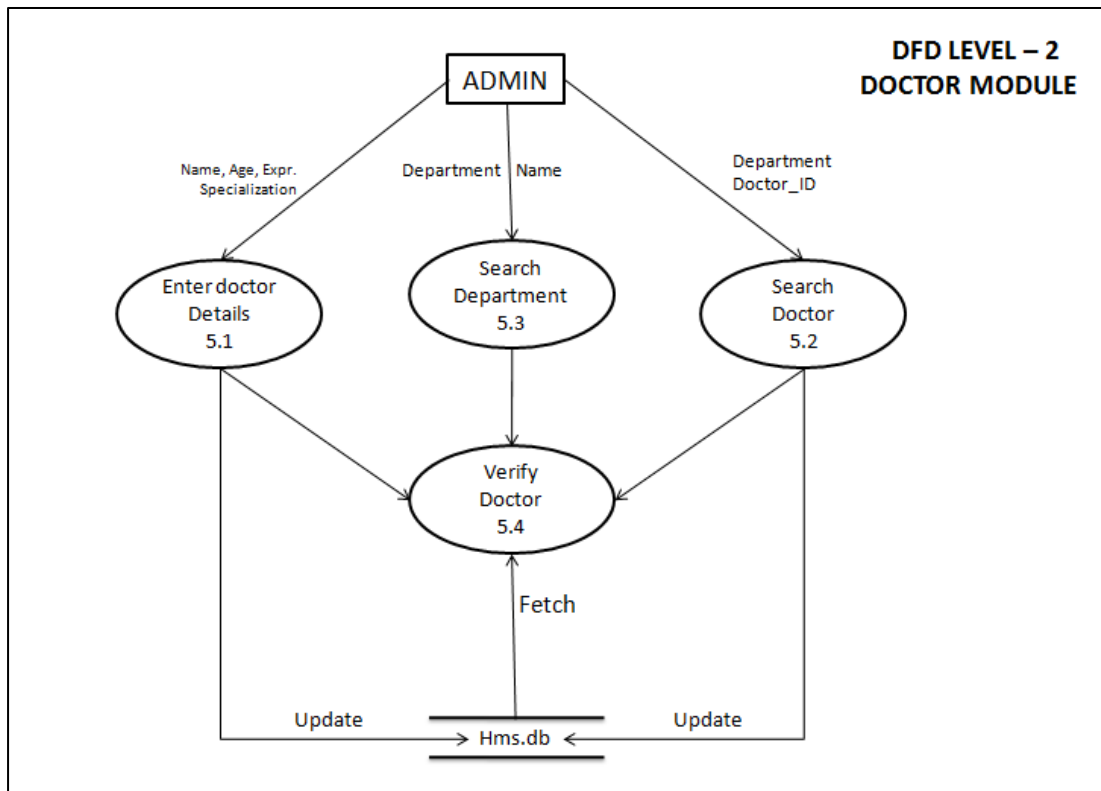 DFD LEVEL – 2
DOCTOR MODULE
ADMIN
Name, Age, Expr.
Specialization
Department Name
Department
Doctor_ID
Enter doctor
Details
5.1
Search
Department
5.3
Search
Doctor
5.2
Verify
Doctor
5.4
Fetch
Update
Hms.db
Update